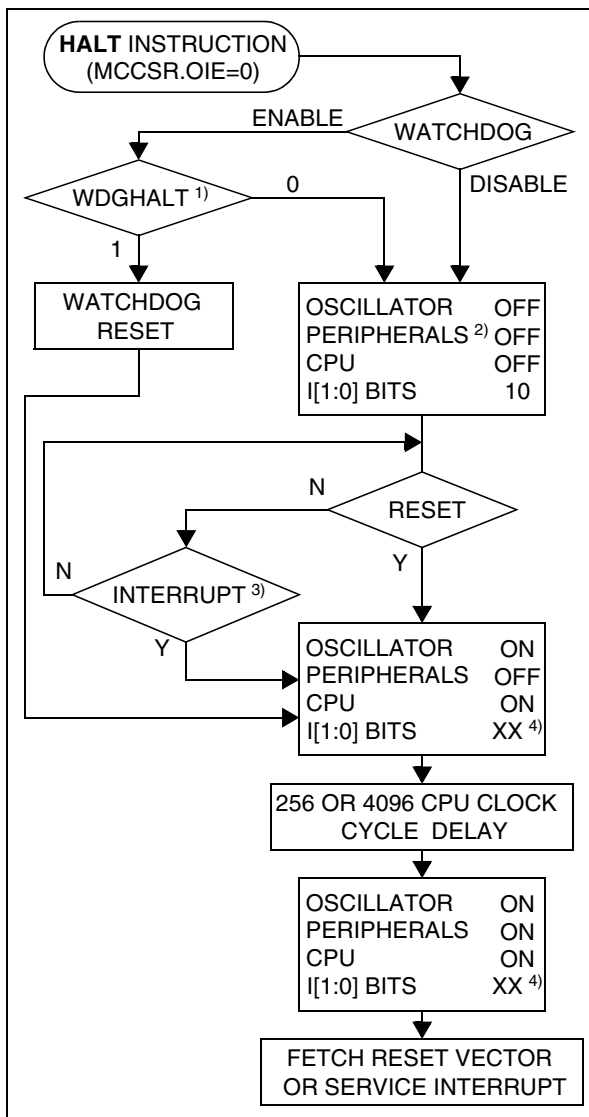 HALT INSTRUCTION
(MCCSR.OIE=0)
ENABLE
WATCHDOG
WDGHALT 1)
0
DISABLE
1
WATCHDOG
RESET
OSCILLATOR OFF
PERIPHERALS 2) OFF
CPU OFF
I[1:0] BITS 10
N
RESET
N
INTERRUPT 3)
Y
Y
OSCILLATOR ON
PERIPHERALS OFF
CPU ON
I[1:0] BITS XX 4)
256 OR 4096 CPU CLOCK
CYCLE DELAY
OSCILLATOR ON
PERIPHERALS ON
CPU ON
I[1:0] BITS XX 4)
FETCH RESET VECTOR
OR SERVICE INTERRUPT